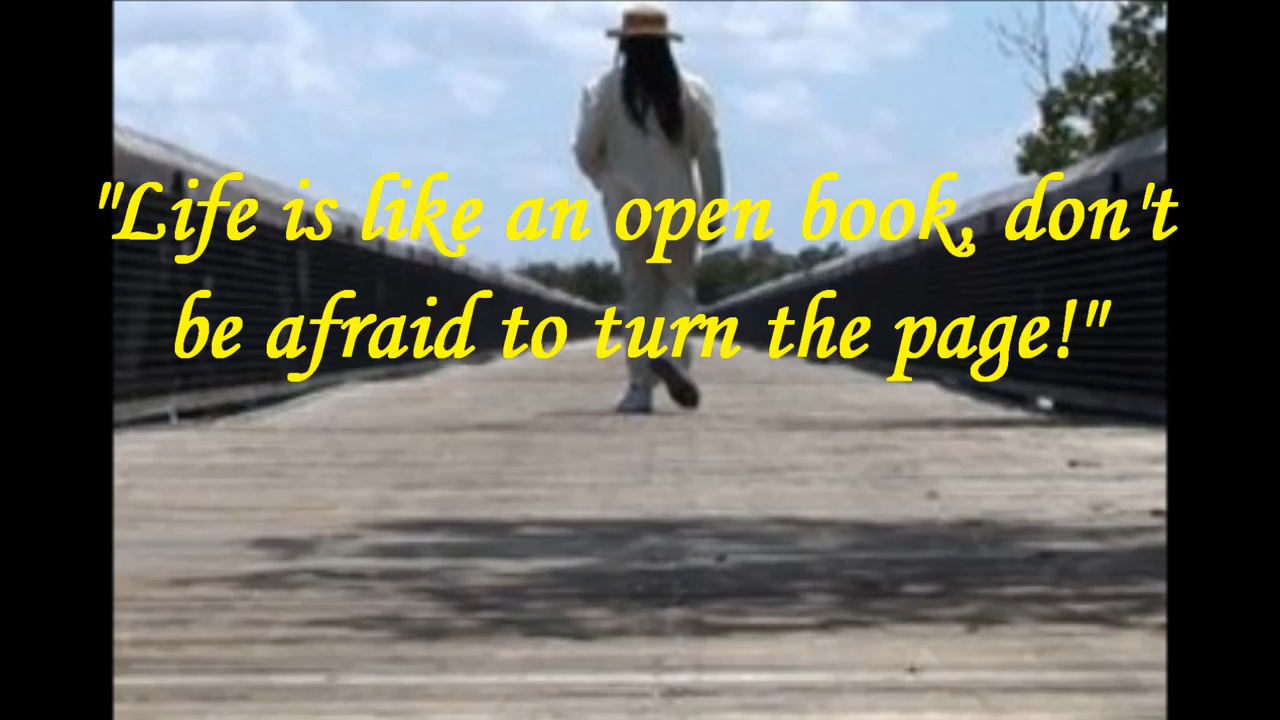 "Life is like an open book, don't
be afraid to turn the page!"